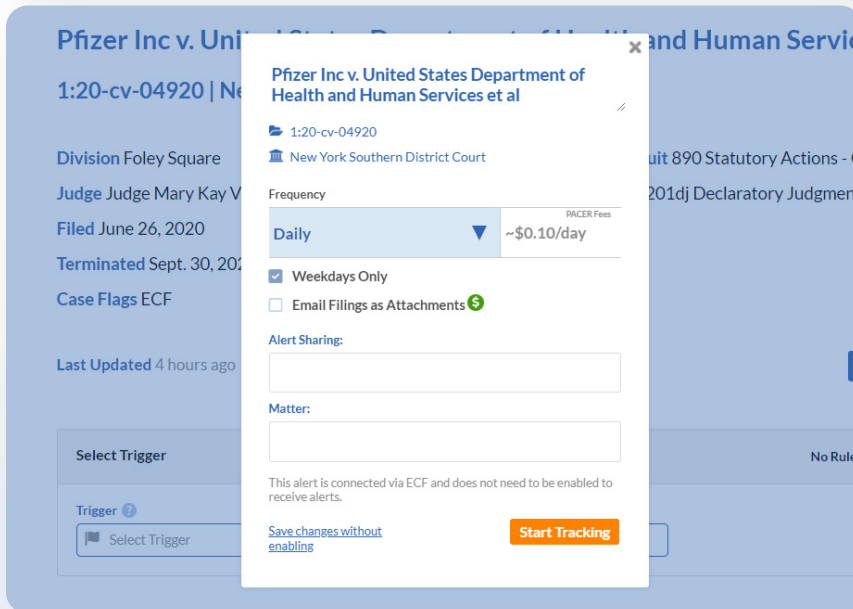 Pfizer Inc v. Uni
and Human Servi
1:20-cv-04920 | Ne
Division Foley Square
uit 890 Statutory Actions -
Judge Judge Mary Kay V
201dj Declaratory Judgmen
Filed June 26, 2020
Terminated Sept. 30, 202
Case Flags ECF
Last Updated 4 hours ago
Select Trigger
No Rule
Trigger ?
Select Trigger
Pfizer Inc v. United States Department of
Health and Human Services et al
1:20-cv-04920
New York Southern District Court
Frequency
Daily
PACER Fees
~$0.10/day
Weekdays Only
Email Filings as Attachments $
Alert Sharing:
Matter:
This alert is connected via ECF and does not need to be enabled to
receive alerts.
Save changes without
enabling
Start Tracking